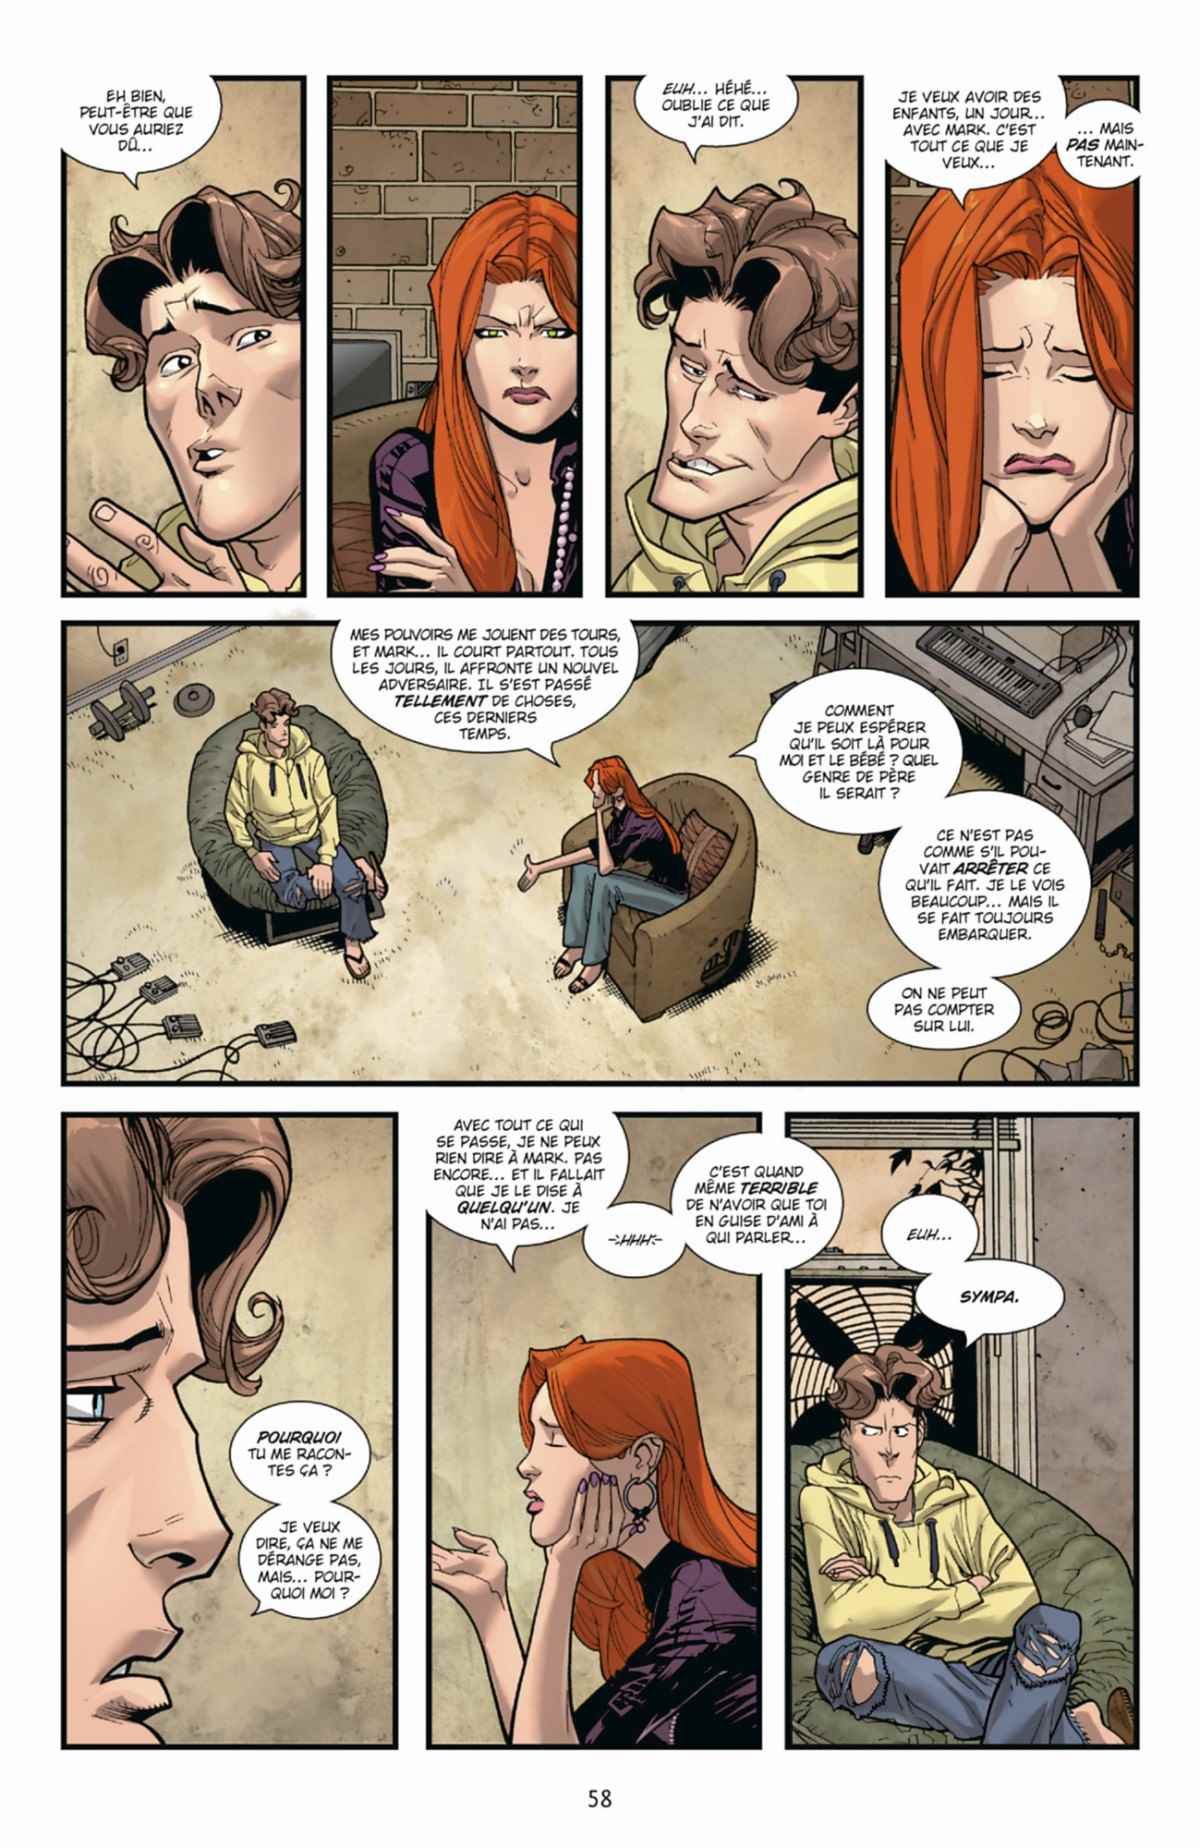 EH BIEN,
PEUT-ÊTRE QUE
VOUS AURIEZ
DÛ...
EUH... HÉHÉ...
OUBLIE CE QUE
J'AI DIT.
JE VEUX AVOIR DES
ENFANTS, UN JOUR...
AVEC MARK. C'EST
TOUT CE QUE JE
VEUX...
... MAIS
PAS MAIN-
TENANT.
MES POUVOIRS ME JOUENT DES TOURS,
ET MARK... IL COURT PARTOUT. TOUS
LES JOURS, IL AFFRONTE UN NOUVEL
ADVERSAIRE. IL S'EST PASSÉ
TELLEMENT DE CHOSES,
CES DERNIERS
TEMPS.
COMMENT
JE PEUX ESPÉRER
QU'IL SOIT LÀ POUR
MOI ET LE BÉBÉ ? QUEL
GENRE DE PÈRE
IL SERAIT ?
CE N'EST PAS
COMME S'IL POU-
VAIT ARRÊTER CE
QU'IL FAIT. JE LE VOIS
BEAUCOUP... MAIS IL
SE FAIT TOUJOURS
EMBARQUER.
ON NE PEUT
PAS COMPTER
SUR LUI.
POURQUOI
TU ME RACON-
TES ÇA ?
JE VEUX
DIRE, ÇA NE ME
DÉRANGE PAS,
MAIS... POUR-
QUOI MOI ?
AVEC TOUT CE QUI
SE PASSE, JE NE PEUX
RIEN DIRE À MARK. PAS
ENCORE... ET IL FALLAIT
QUE JE LE DISE À
QUELQU'UN. JE
N'AI PAS...
-HHH-
C'EST QUAND
MÊME TERRIBLE
DE N'AVOIR QUE TOI
EN GUISE D'AMI À
QUI PARLER...
EUH...
SYMPA.
58